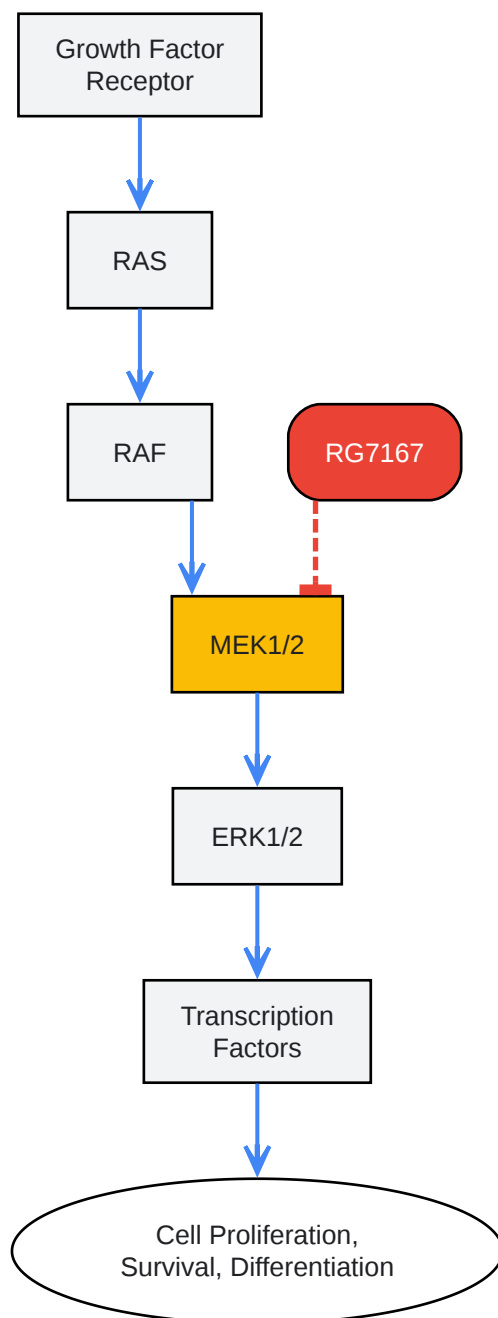 Growth Factor
Receptor
RAS
RAF
RG7167
MEK1/2
ERK1/2
Transcription
Factors
Cell Proliferation,
Survival, Differentiation